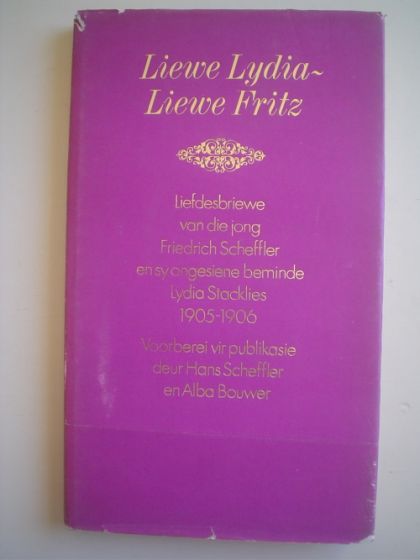 Liewe Lydia~
Liewe Fritz
Liefdesbriewe
van die jong
Friedrich Scheffler
en sy ongesiene beminde
Lydia Stacklies
1905-1906
Voorberei vir publikasie
deur Hans Scheffler
en Alba Bouwer